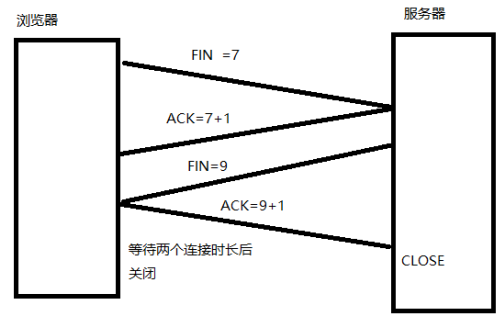 浏览器
服务器
FIN =7
ACK=7+1
FIN=9
ACK=9+1
等待两个连接时长后
关闭
CLOSE